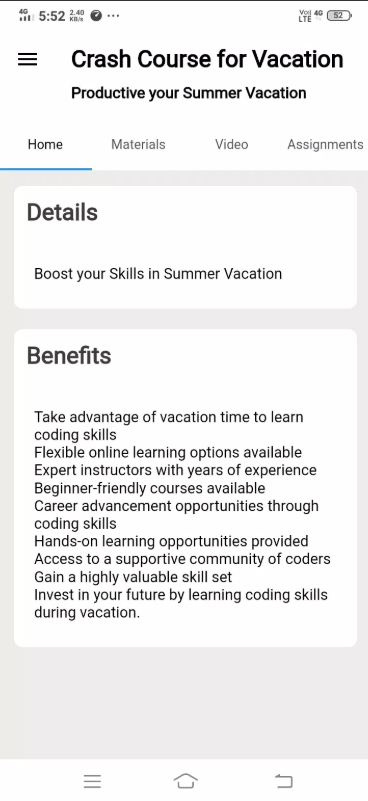 4G 5:52 2.40 KB/s ... Vo) LTE 4G 52
Crash Course for Vacation
Productive your Summer Vacation
Home Materials Video Assignments
Details
Boost your Skills in Summer Vacation
Benefits
Take advantage of vacation time to learn
coding skills
Flexible online learning options available
Expert instructors with years of experience
Beginner-friendly courses available
Career advancement opportunities through
coding skills
Hands-on learning opportunities provided
Access to a supportive community of coders
Gain a highly valuable skill set
Invest in your future by learning coding skills
during vacation.